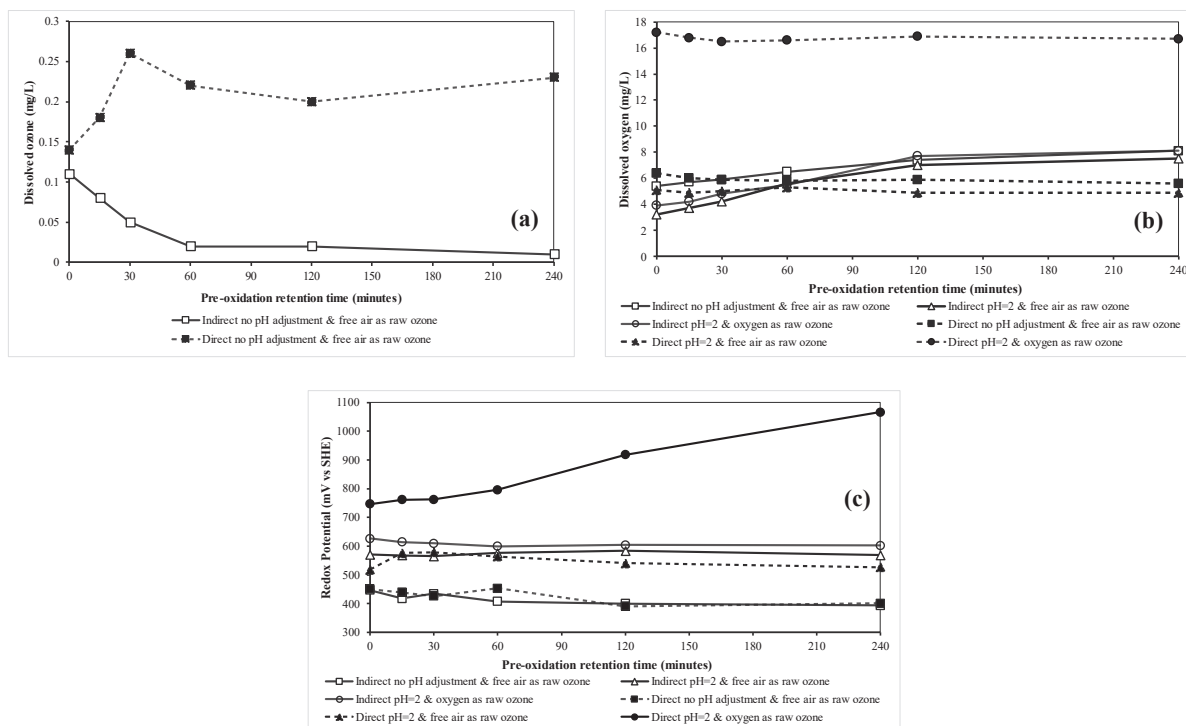 0.3
0.25
0.2
0.15
0.1
0.05
0
Dissolved ozone (mg/L)
(a)
0 30 60 90 120 150 180 210 240
Pre-oxidation retention time (minutes)
Indirect no pH adjustment & free air as raw ozone
Direct no pH adjustment & free air as raw ozone
18
16
14
12
10
8
6
4
2
0
Dissolved oxygen (mg/L)
(b)
0 30 60 90 120 150 180 210 240
Pre-oxidation retention time (minutes)
Indirect no pH adjustment & free air as raw ozone Indirect pH=2 & free air as raw ozone
Indirect pH=2 & oxygen as raw ozone Direct no pH adjustment & free air as raw ozone
Direct pH=2 & free air as raw ozone Direct pH=2 & oxygen as raw ozone
1100
1000
900
800
700
600
500
400
300
Redox Potential (mV vs SHE)
(c)
0 30 60 90 120 150 180 210 240
Pre-oxidation retention time (minutes)
Indirect no pH adjustment & free air as raw ozone Indirect pH=2 & free air as raw ozone
Indirect pH=2 & oxygen as raw ozone Direct no pH adjustment & free air as raw ozone
Direct pH=2 & free air as raw ozone Direct pH=2 & oxygen as raw ozone